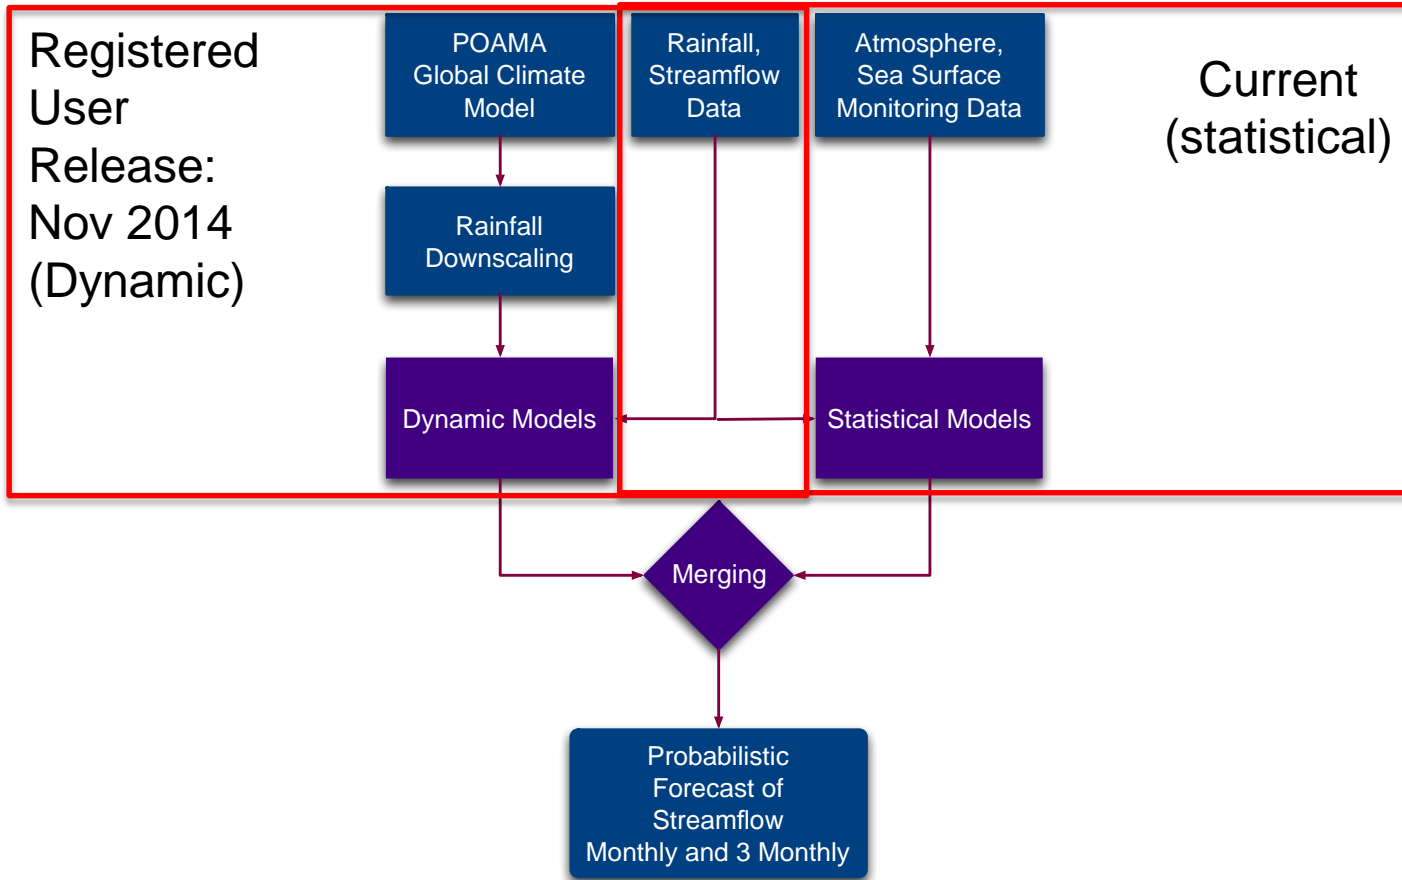 Registered
User
Release:
Nov 2014
(Dynamic)
POAMA
Global Climate
Model
Rainfall,
Streamflow
Data
Atmosphere,
Sea Surface
Monitoring Data
Current
(statistical)
Rainfall
Downscaling
Dynamic Models
Statistical Models
Merging
Probabilistic
Forecast of
Streamflow
Monthly and 3 Monthly